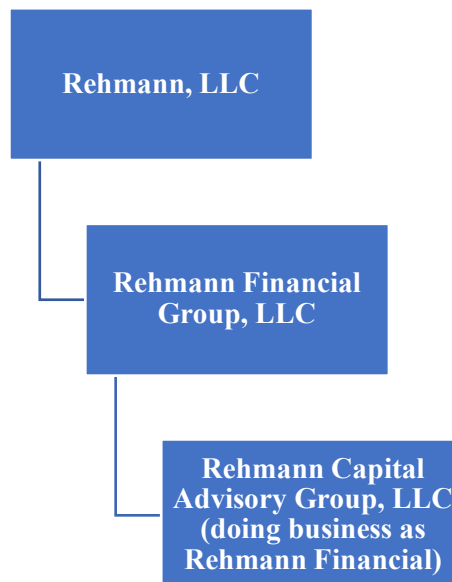 Rehmann, LLC
Rehmann Financial
Group, LLC
Rehmann Capital
Advisory Group, LLC
(doing business as
Rehmann Financial)